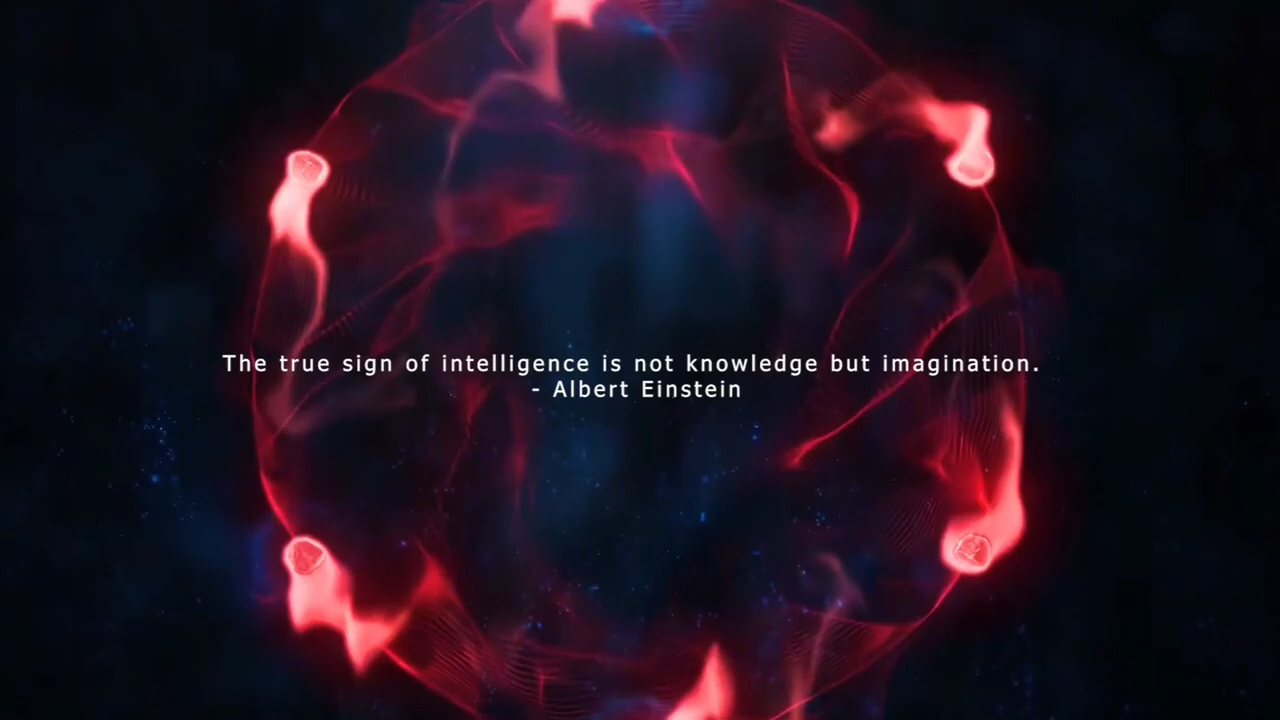 The true sign of intelligence is not knowledge but imagination.
- Albert Einstein